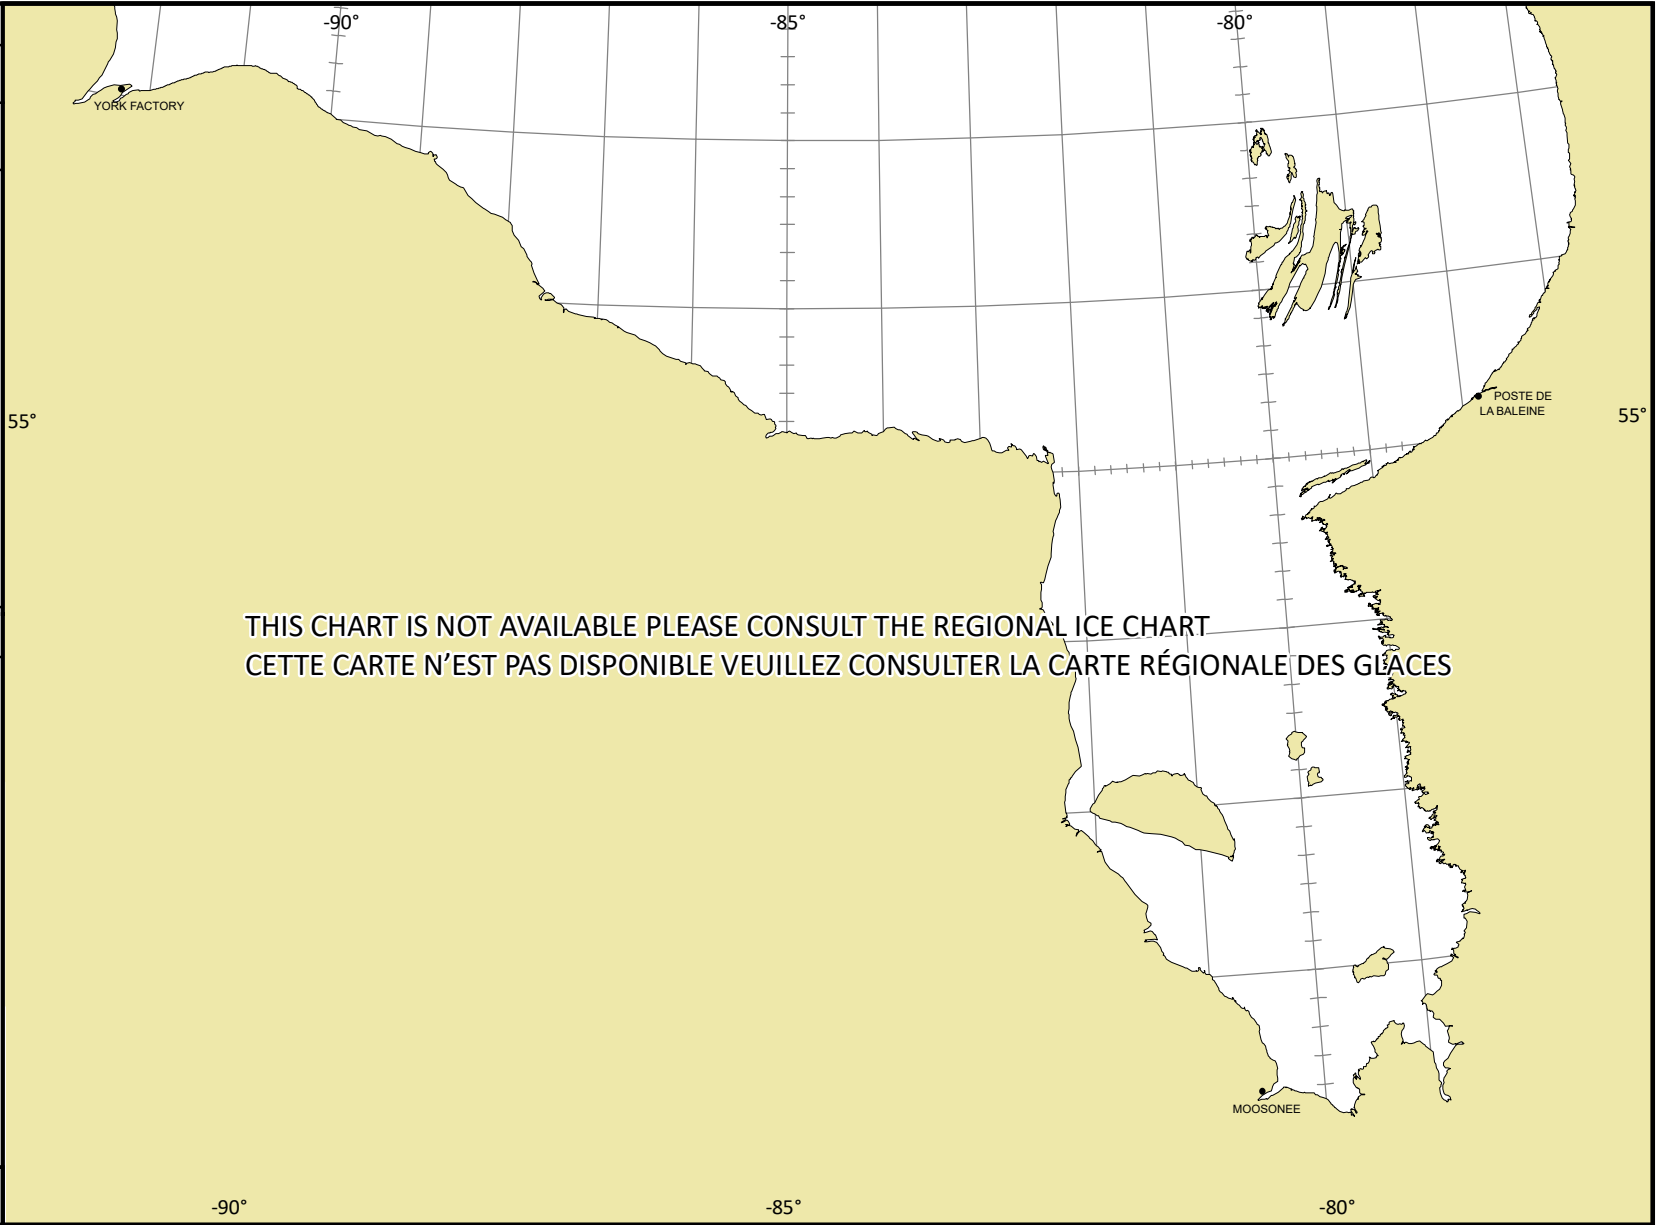 -90° -85° -80°
YORK FACTORY
POSTE DE
LA BALEINE
55° 55°
THIS CHART IS NOT AVAILABLE PLEASE CONSULT THE REGIONAL ICE CHART
CETTE CARTE N'EST PAS DISPONIBLE VEUILLEZ CONSULTER LA CARTE RÉGIONALE DES GLACES
MOOSONEE
-90° -85° -80°